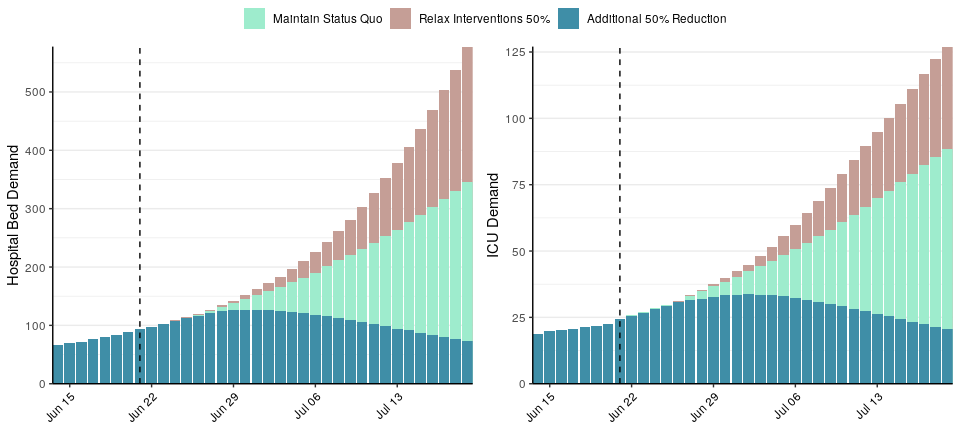 Maintain Status Quo Relax Interventions 50% Additional 50% Reduction
Hospital Bed Demand
500
400
300
200
100
0
Jun 15 Jun 22 Jun 29 Jul 06 Jul 13
ICU Demand
125
100
75
50
25
0
Jun 15 Jun 22 Jun 29 Jul 06 Jul 13